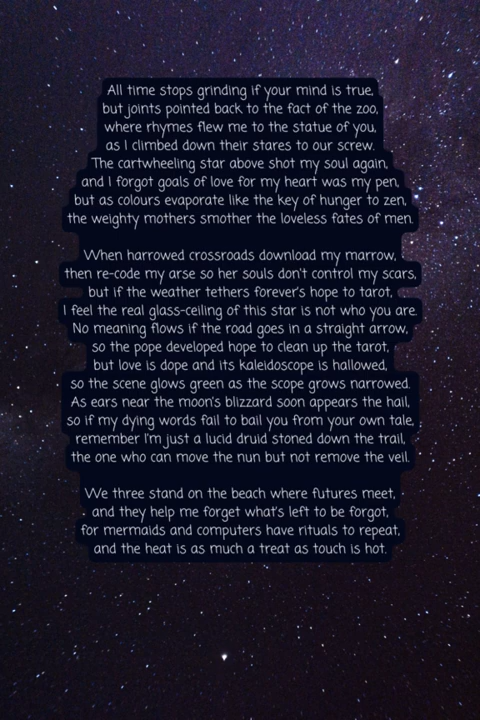 All time stops grinding if your mind is true,
but joints pointed back to the fact of the zoo,
where rhymes flew me to the statue of you,
as I climbed down their stares to our screw.
The cartwheeling star above shot my soul again,
and I forgot goals of love for my heart was my pen,
but as colours evaporate like the key of hunger to zen,
the weighty mothers smother the loveless fates of men.

When harrowed crossroads download my marrow,
then re-code my arse so her souls don't control my scars,
but if the weather tethers forever's hope to tarot,
I feel the real glass-ceiling of this star is not who you are.
No meaning flows if the road goes in a straight arrow,
so the pope developed hope to clean up the tarot,
but love is dope and its kaleidoscope is hallowed,
so the scene glows green as the scope grows narrowed.
As ears near the moon's blizzard soon appears the hail,
so if my dying words fail to bail you from your own tale,
remember I'm just a lucid druid stoned down the trail,
the one who can move the nun but not remove the veil.

We three stand on the beach where futures meet,
and they help me forget what's left to be forgot,
for mermaids and computers have rituals to repeat,
and the heat is as much a treat as touch is hot.